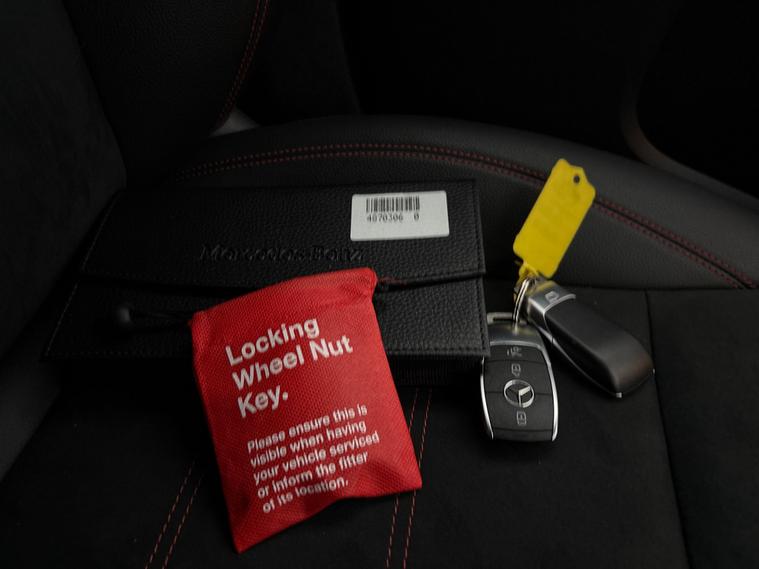 4870306 0
Mercedes-Benz
Locking
Wheel Nut
Key.
Please ensure this is
visible when having
your vehicle serviced
or inform the fitter
of its location.